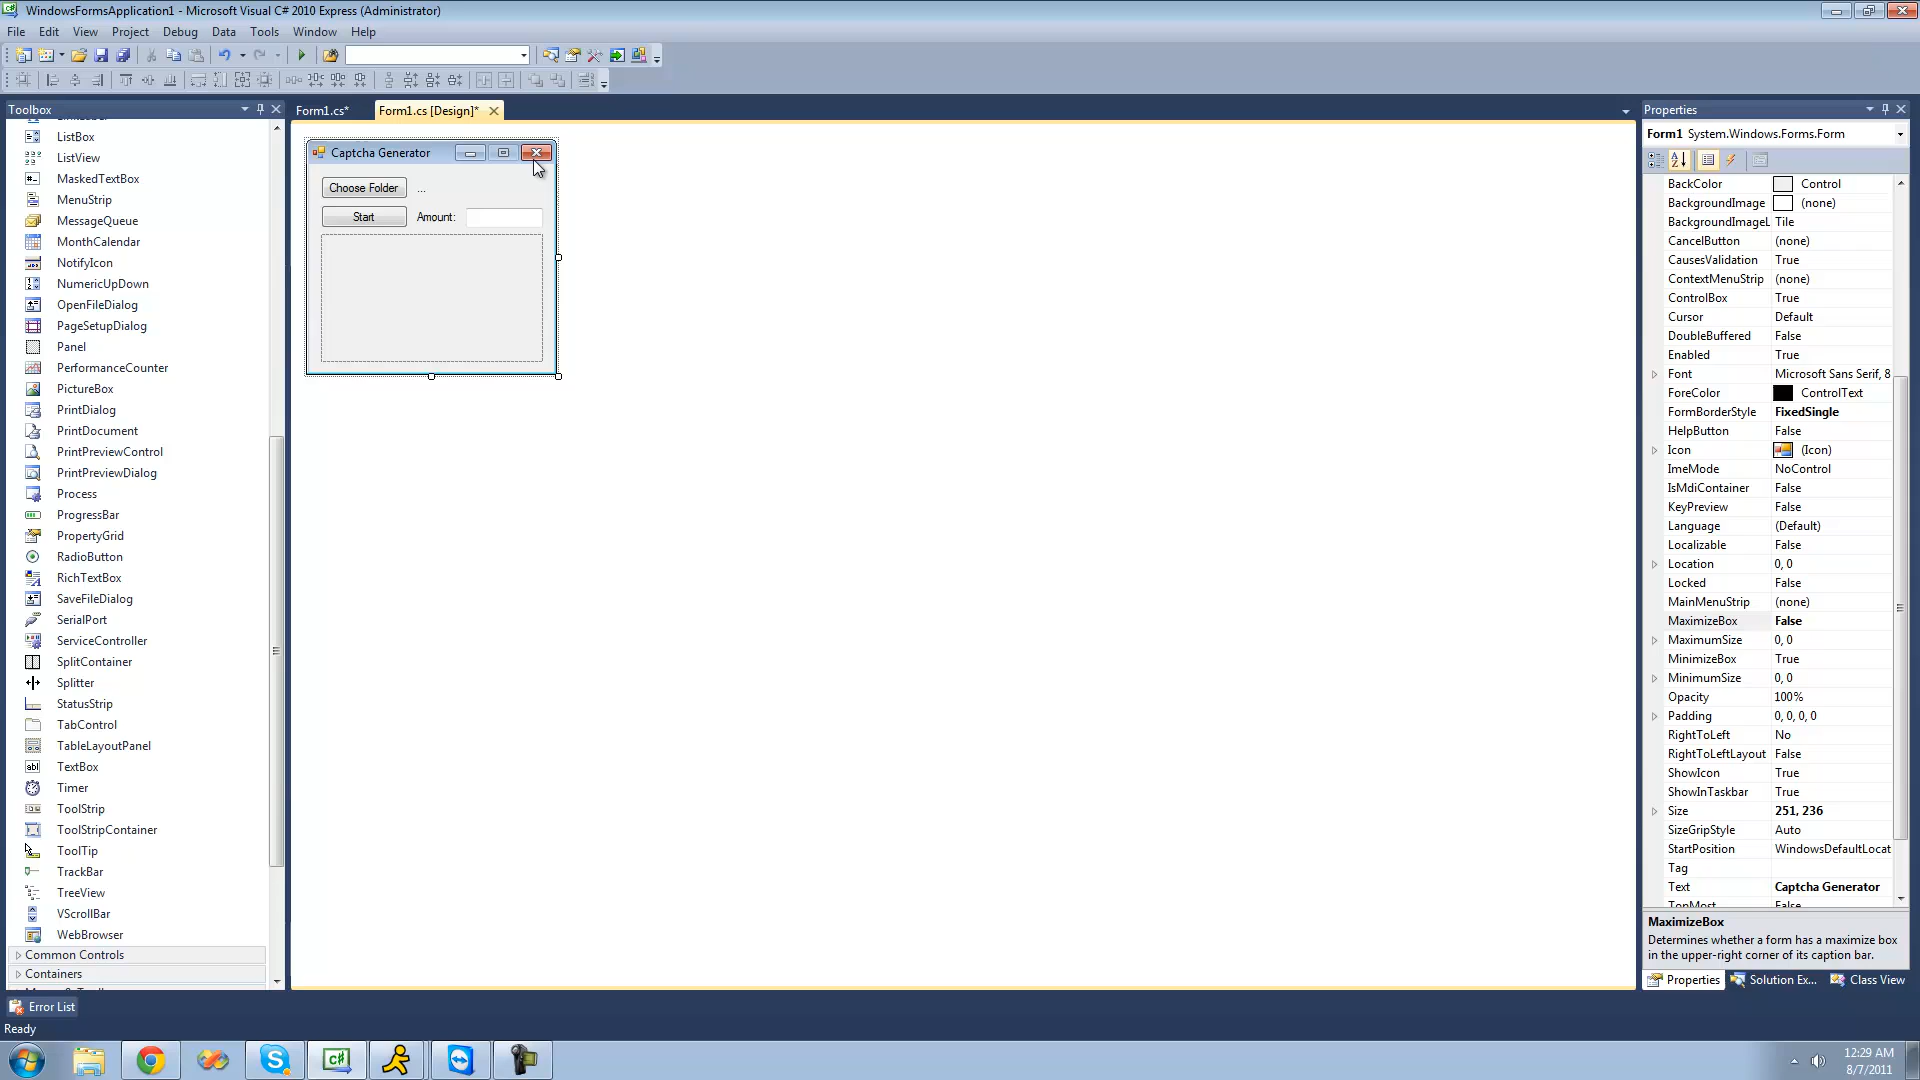 WindowsFormsApplication1 - Microsoft Visual C# 2010 Express (Administrator)
File Edit View Project Debug Data Tools Window Help
Toolbox
Form1.cs*
Form1.cs [Design]*
Properties
ListBox
ListView
MaskedTextBox
MenuStrip
MessageQueue
MonthCalendar
NotifyIcon
NumericUpDown
OpenFileDialog
PageSetupDialog
Panel
PerformanceCounter
PictureBox
PrintDialog
PrintDocument
PrintPreviewControl
PrintPreviewDialog
Process
ProgressBar
PropertyGrid
RadioButton
RichTextBox
SaveFileDialog
SerialPort
ServiceController
SplitContainer
Splitter
StatusStrip
TabControl
TableLayoutPanel
TextBox
Timer
ToolStrip
ToolStripContainer
ToolTip
TrackBar
TreeView
VScrollBar
WebBrowser
Common Controls
Containers
Captcha Generator
Choose Folder ...
Start Amount:
Form1 System.Windows.Forms.Form
BackColor Control
BackgroundImage (none)
BackgroundImageL Tile
CancelButton (none)
CausesValidation True
ContextMenuStrip (none)
ControlBox True
Cursor Default
DoubleBuffered False
Enabled True
Font Microsoft Sans Serif, 8
ForeColor ControlText
FormBorderStyle FixedSingle
HelpButton False
Icon (Icon)
ImeMode NoControl
IsMdiContainer False
KeyPreview False
Language (Default)
Localizable False
Location 0, 0
Locked False
MainMenuStrip (none)
MaximizeBox False
MaximumSize 0, 0
MinimizeBox True
MinimumSize 0, 0
Opacity 100%
Padding 0, 0, 0, 0
RightToLeft No
RightToLeftLayout False
ShowIcon True
ShowInTaskbar True
Size 251, 236
SizeGripStyle Auto
StartPosition WindowsDefaultLocat
Tag
Text Captcha Generator
TopMost False
MaximizeBox
Determines whether a form has a maximize box
in the upper-right corner of its caption bar.
Properties Solution Ex... Class View
Error List
Ready
12:29 AM
8/7/2011